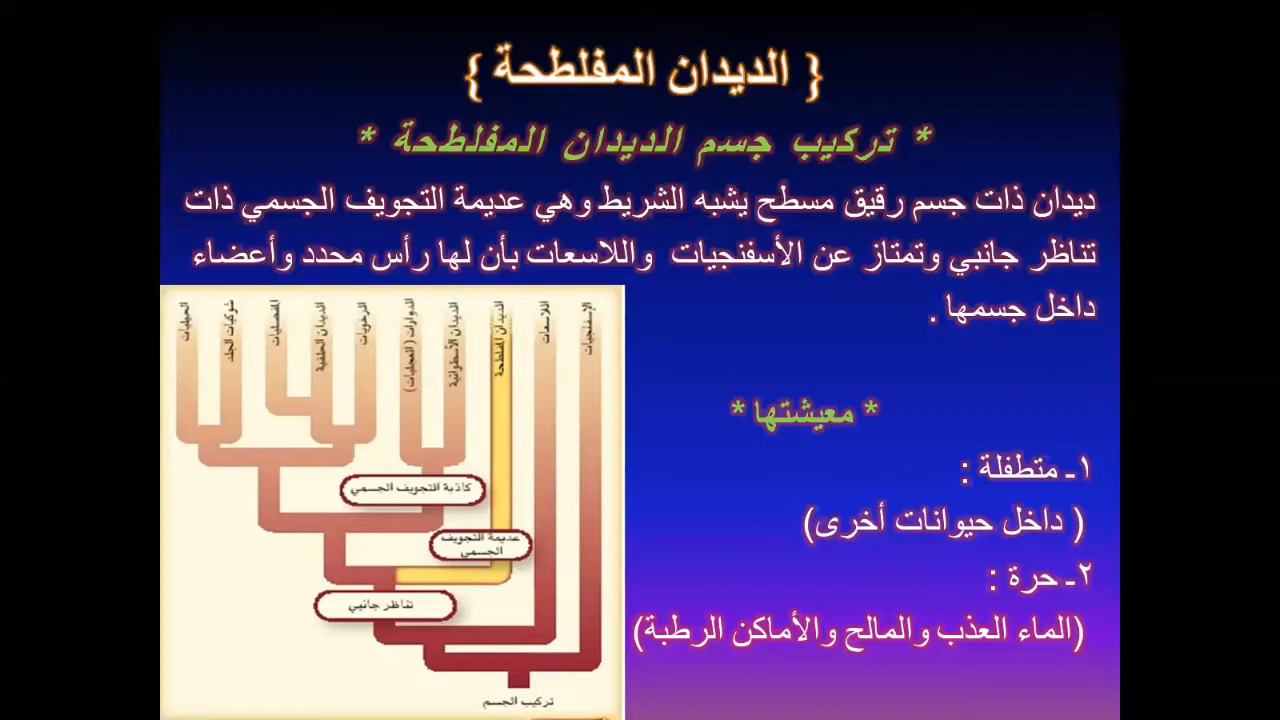 { الديدان المفلطحة }
* تركيب جسم الديدان المفلطحة *
ديدان ذات جسم رقيق مسطح يشبه الشريط وهي عديمة التجويف الجسمي ذات
تناظر جانبي وتمتاز عن الأسفنجيات واللاسعات بأن لها رأس محدد وأعضاء
داخل جسمها .
* معيشتها *
١ـ متطفلة :
( داخل حيوانات أخرى)
٢ـ حرة :
(الماء العذب والمالح والأماكن الرطبة)
الإسفنجيات
اللاسعات
الديدان المفلطحة
الديدان الأسطوانية
الدوارات (العجليات)
الرخويات
الديدان الحلقية
المفصليات
شوكيات الجلد
الحبليات
كاذبة التجويف الجسمي
عديمة التجويف
الجسمي
تناظر جانبي
تركيب الجسم